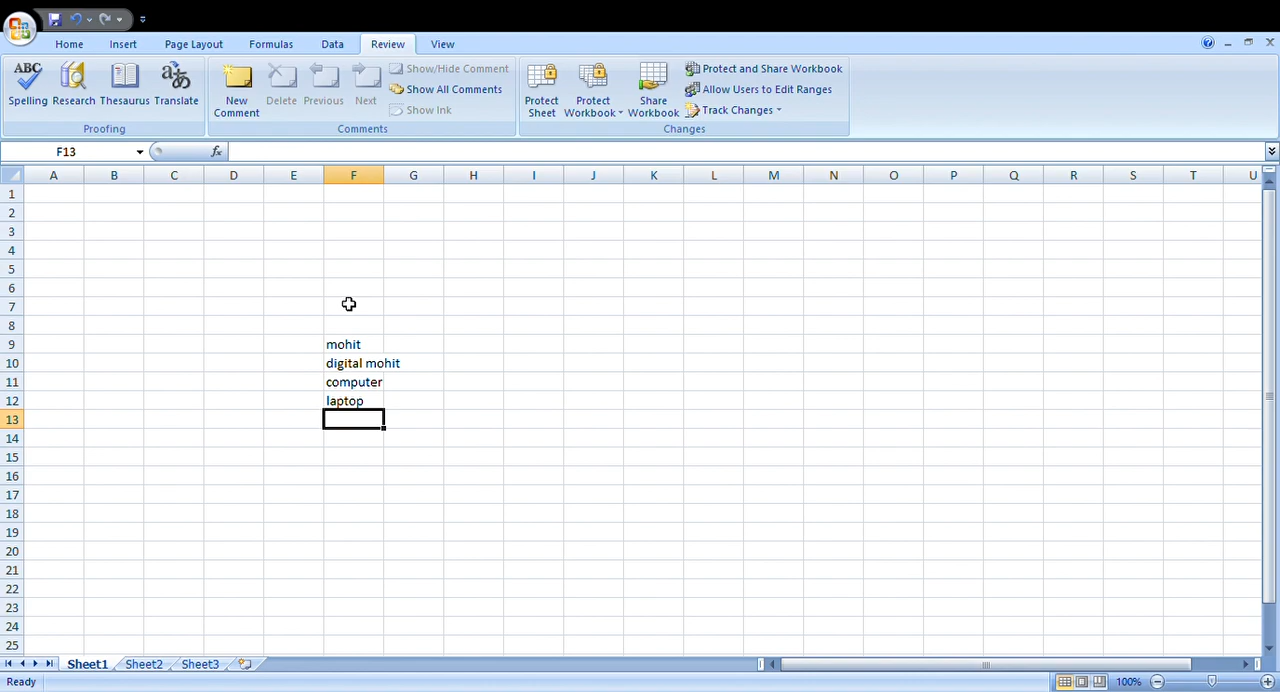 Home Insert Page Layout Formulas Data Review View
ABC
Spelling Research Thesaurus Translate
Proofing
New Comment Delete Previous Next
Show/Hide Comment
Show All Comments
Show Ink
Comments
Protect Sheet Protect Workbook Share Workbook
Protect and Share Workbook
Allow Users to Edit Ranges
Track Changes
Changes
F13 fx
A B C D E F G H I J K L M N O P Q R S T U
1
2
3
4
5
6
7
8
9 mohit
10 digital mohit
11 computer
12 laptop
13
14
15
16
17
18
19
20
21
22
23
24
25
Sheet1 Sheet2 Sheet3
Ready 100%